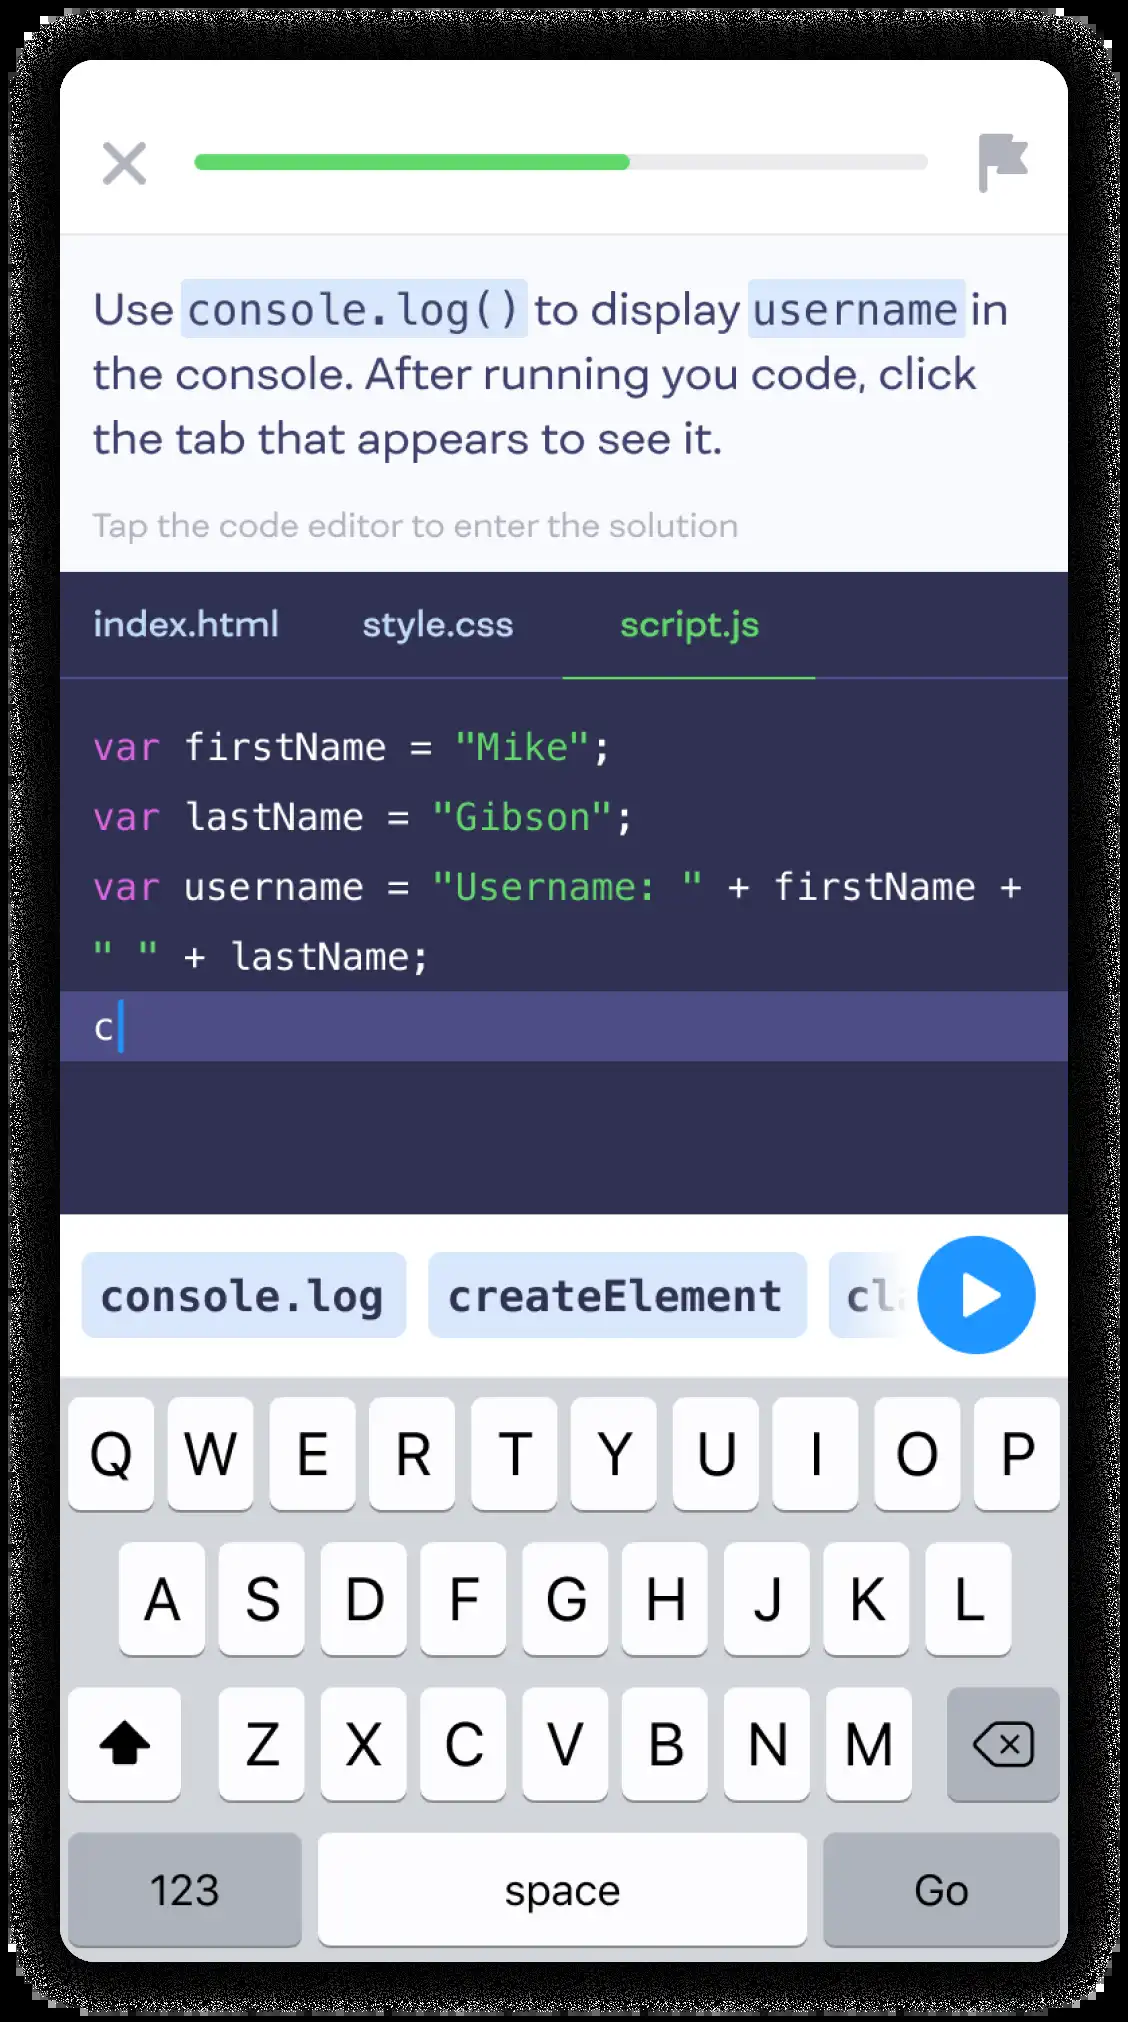 Use console.log() to display username in
the console. After running you code, click
the tab that appears to see it.
Tap the code editor to enter the solution
index.html style.css script.js
var firstName = "Mike";
var lastName = "Gibson";
var username = "Username: " + firstName +
" " + lastName;
c
console.log createElement
Q W E R T Y U I O P
A S D F G H J K L
Z X C V B N M
123 space Go